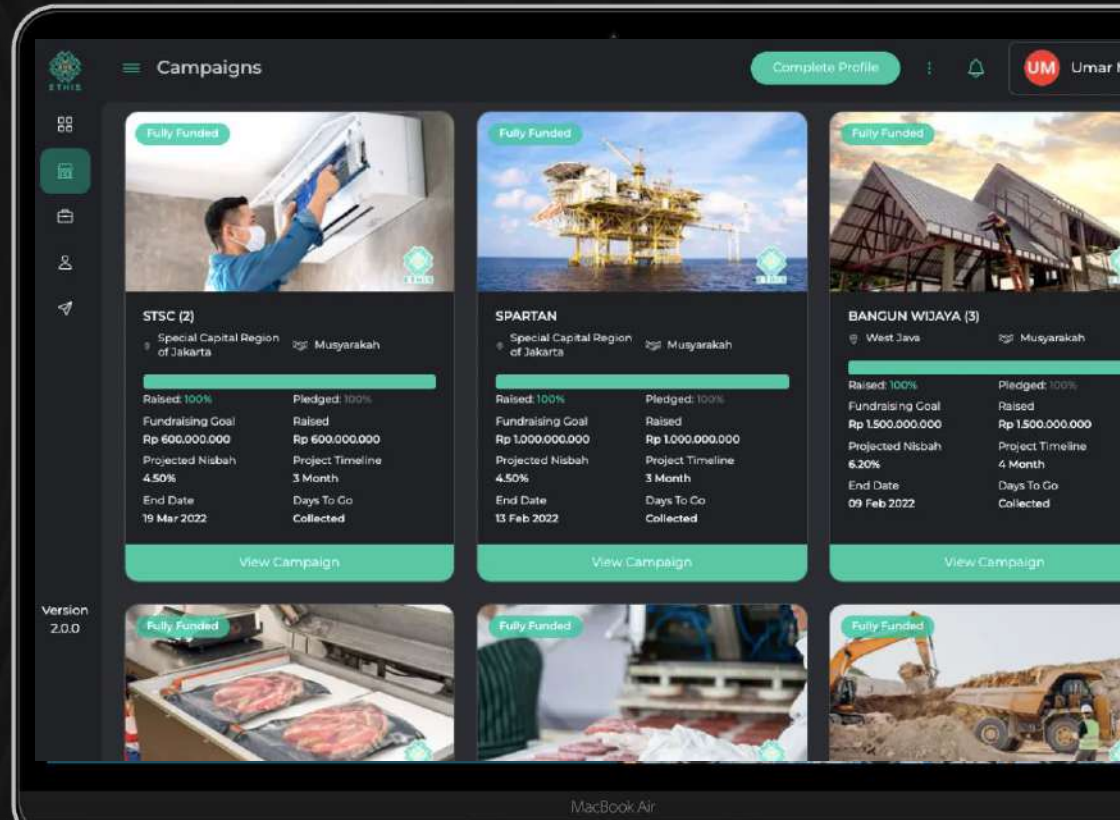 ETHIS
Campaigns
Complete Profile
UM
Umar
Version
2.0.0
Fully Funded
ETHIS
STSC (2)
Special Capital Region
of Jakarta
Musyarakah
Raised: 100%
Pledged: 100%
Fundraising Goal
Raised
Rp 600.000.000
Rp 600.000.000
Projected Nisbah
Project Timeline
4.50%
3 Month
End Date
Days To Go
19 Mar 2022
Collected
View Campaign
Fully Funded
ETHIS
SPARTAN
Special Capital Region
of Jakarta
Musyarakah
Raised: 100%
Pledged: 100%
Fundraising Goal
Raised
Rp 1.000.000.000
Rp 1.000.000.000
Projected Nisbah
Project Timeline
4.50%
3 Month
End Date
Days To Go
13 Feb 2022
Collected
View Campaign
Fully Funded
BANGUN WIJAYA (3)
West Java
Musyarakah
Raised: 100%
Pledged: 100%
Fundraising Goal
Raised
Rp 1.500.000.000
Rp 1.500.000.000
Projected Nisbah
Project Timeline
6.20%
4 Month
End Date
Days To Go
09 Feb 2022
Collected
View Campaign
Fully Funded
Fully Funded
Fully Funded
MacBook Air